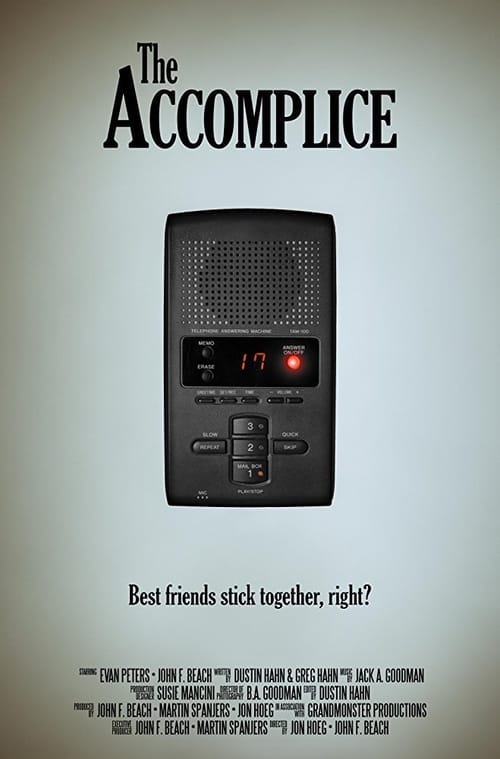 The
ACCOMPLICE
TELEPHONE ANSWERING MACHINE TAM-100
MEMO
ANSWER
ON/OFF
17
ERASE
TIME - VOLUME +
3
SLOW QUICK
REPEAT 2 SKIP
MAIL BOX
1
MIC PLAY/STOP
Best friends stick together, right?
STARRING EVAN PETERS • JOHN F. BEACH WRITTEN BY DUSTIN HAHN & GREG HAHN MUSIC BY JACK A. GOODMAN
PRODUCTION DESIGNER SUSIE MANCINI DIRECTOR OF PHOTOGRAPHY B.A. GOODMAN EDITED BY DUSTIN HAHN
PRODUCED BY JOHN F. BEACH • MARTIN SPANJERS • JON HOEG IN ASSOCIATION WITH GRANDMONSTER PRODUCTIONS
EXECUTIVE PRODUCER JOHN F. BEACH • MARTIN SPANJERS DIRECTED BY JON HOEG • JOHN F. BEACH